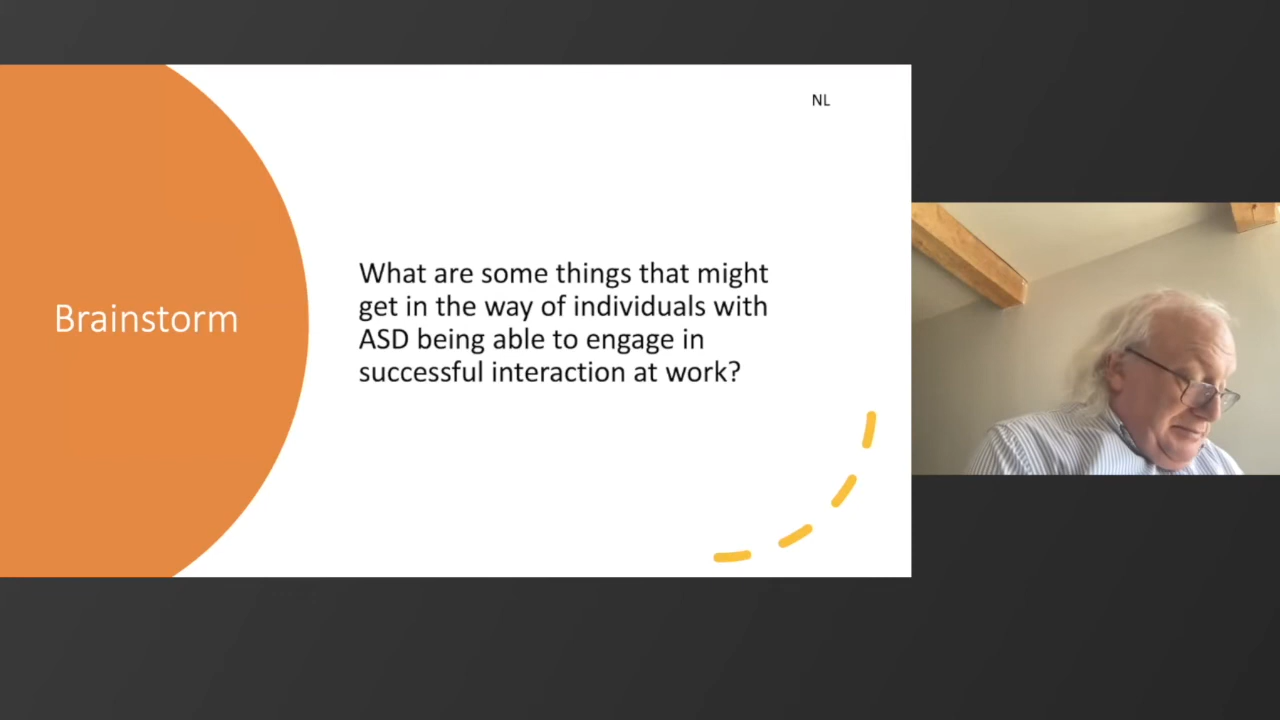 NL
Brainstorm
What are some things that might
get in the way of individuals with
ASD being able to engage in
successful interaction at work?